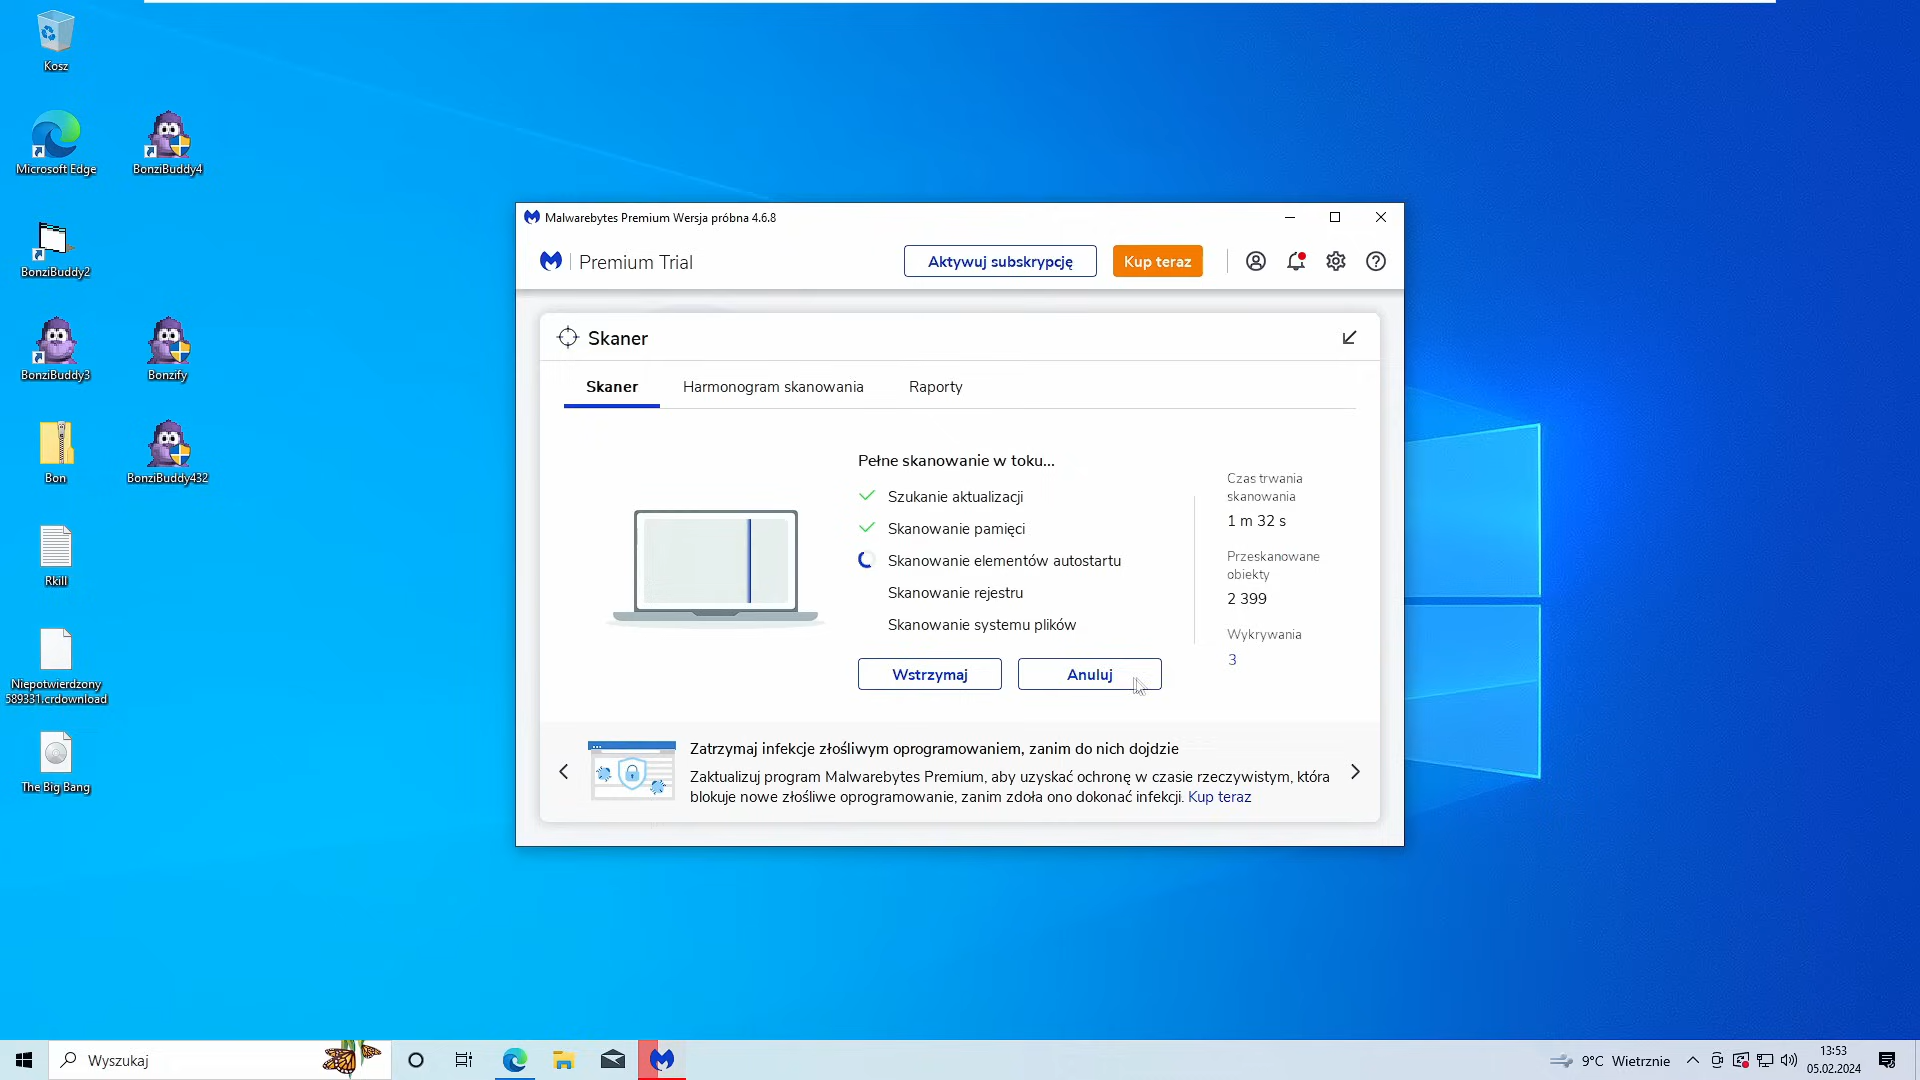 Kosz
Microsoft Edge
BonziBuddy4
BonziBuddy2
BonziBuddy3
Bonzify
Bon
BonziBuddy432
Rkill
Niepotwierdzony
589331.crdownload
The Big Bang
Malwarebytes Premium Wersja próbna 4.6.8
Premium Trial
Aktywuj subskrypcję
Kup teraz
Skaner
Skaner
Harmonogram skanowania
Raporty
Pełne skanowanie w toku...
Szukanie aktualizacji
Skanowanie pamięci
Skanowanie elementów autostartu
Skanowanie rejestru
Skanowanie systemu plików
Wstrzymaj
Anuluj
Czas trwania
skanowania
1 m 32 s
Przeskanowane
obiekty
2 399
Wykrywania
3
Zatrzymaj infekcje złośliwym oprogramowaniem, zanim do nich dojdzie
Zaktualizuj program Malwarebytes Premium, aby uzyskać ochronę w czasie rzeczywistym, która
blokuje nowe złośliwe oprogramowanie, zanim zdoła ono dokonać infekcji. Kup teraz
Wyszukaj
9°C Wietrznie
13:53
05.02.2024